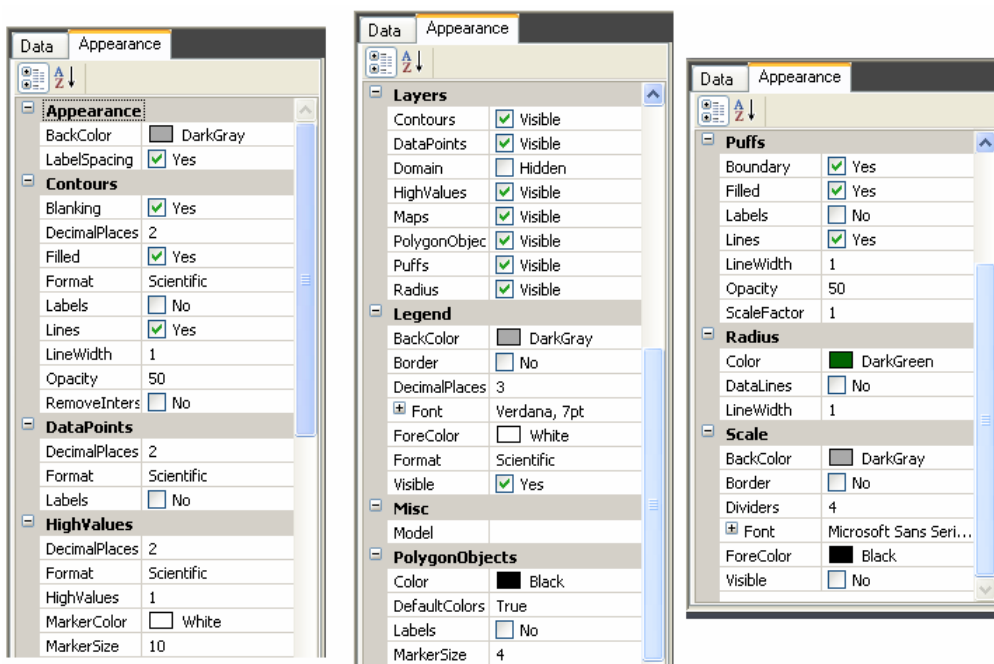 Data Appearance
Appearance
BackColor DarkGray
LabelSpacing Yes
Contours
Blanking Yes
DecimalPlaces 2
Filled Yes
Format Scientific
Labels No
Lines Yes
LineWidth 1
Opacity 50
RemoveInters No
DataPoints
DecimalPlaces 2
Format Scientific
Labels No
HighValues
DecimalPlaces 2
Format Scientific
HighValues 1
MarkerColor White
MarkerSize 10
Data Appearance
Layers
Contours Visible
DataPoints Visible
Domain Hidden
HighValues Visible
Maps Visible
PolygonObjec Visible
Puffs Visible
Radius Visible
Legend
BackColor DarkGray
Border No
DecimalPlaces 3
Font Verdana, 7pt
ForeColor White
Format Scientific
Visible Yes
Misc
Model
PolygonObjects
Color Black
DefaultColors True
Labels No
MarkerSize 4
Data Appearance
Puffs
Boundary Yes
Filled Yes
Labels No
Lines Yes
LineWidth 1
Opacity 50
ScaleFactor 1
Radius
Color DarkGreen
DataLines No
LineWidth 1
Scale
BackColor DarkGray
Border No
Dividers 4
Font Microsoft Sans Seri...
ForeColor Black
Visible No